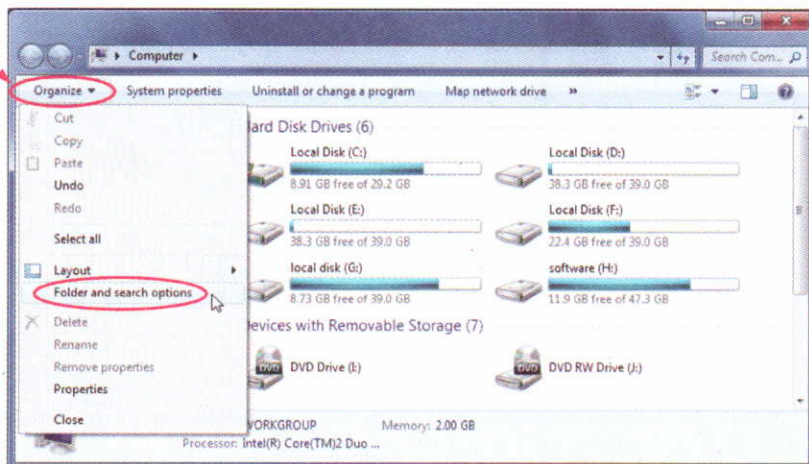 Computer
Search Com...
Organize
System properties
Uninstall or change a program
Map network drive
»
Cut
Copy
Paste
Undo
Redo
Select all
Layout
Folder and search options
Delete
Rename
Remove properties
Properties
Close
ard Disk Drives (6)
Local Disk (C:)
8.91 GB free of 29.2 GB
Local Disk (D:)
38.3 GB free of 39.0 GB
Local Disk (E:)
38.3 GB free of 39.0 GB
Local Disk (F:)
22.4 GB free of 39.0 GB
local disk (G:)
8.73 GB free of 39.0 GB
software (H:)
11.9 GB free of 47.3 GB
evices with Removable Storage (7)
DVD
DVD Drive (I:)
DVD
DVD RW Drive (J:)
VORKGROUP
Memory: 2.00 GB
Processor: Intel(R) Core(TM)2 Duo ...